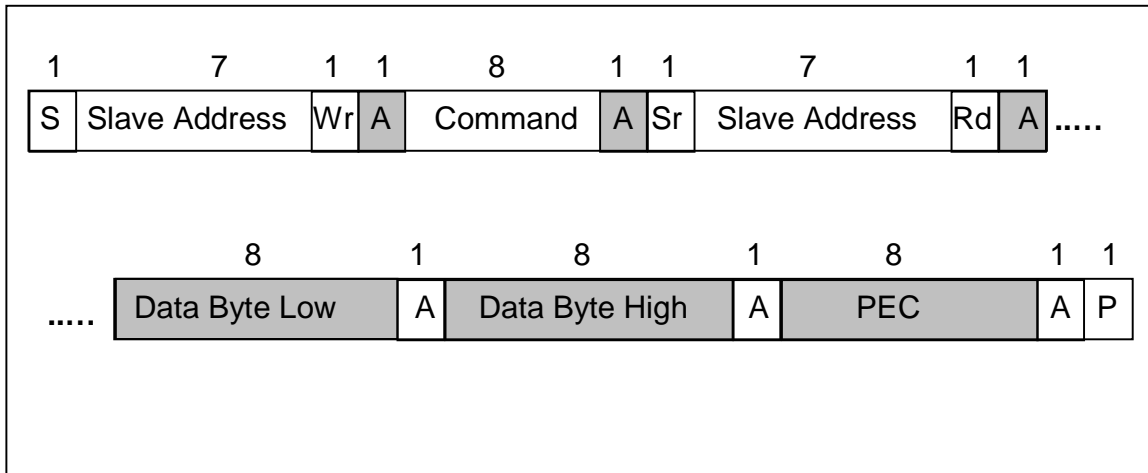 1 7 1 1 8 1 1 7 1 1
S Slave Address Wr A Command A Sr Slave Address Rd A .....
8 1 8 1 8 1 1
..... Data Byte Low A Data Byte High A PEC A P